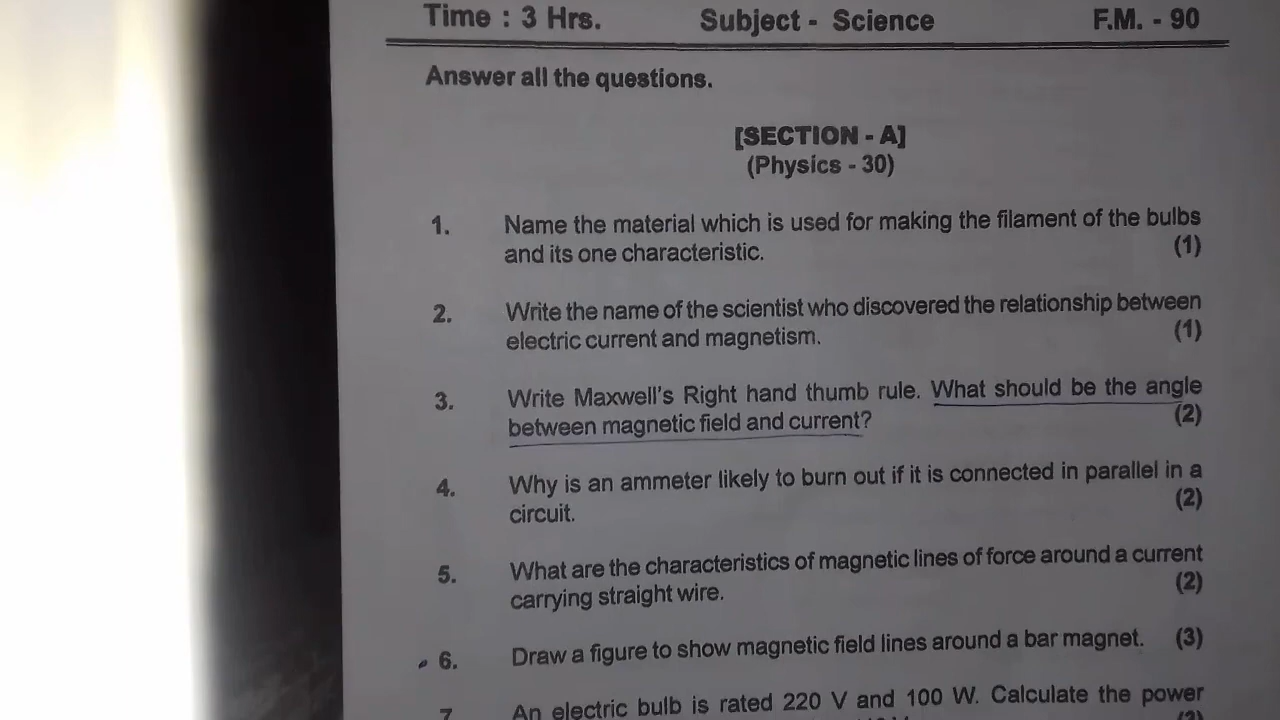 Time : 3 Hrs. Subject - Science F.M. - 90
Answer all the questions.
[SECTION - A]
(Physics - 30)
1. Name the material which is used for making the filament of the bulbs
and its one characteristic. (1)
2. Write the name of the scientist who discovered the relationship between
electric current and magnetism. (1)
3. Write Maxwell's Right hand thumb rule. What should be the angle
between magnetic field and current? (2)
4. Why is an ammeter likely to burn out if it is connected in parallel in a
circuit. (2)
5. What are the characteristics of magnetic lines of force around a current
carrying straight wire. (2)
6. Draw a figure to show magnetic field lines around a bar magnet. (3)
7. An electric bulb is rated 220 V and 100 W. Calculate the power